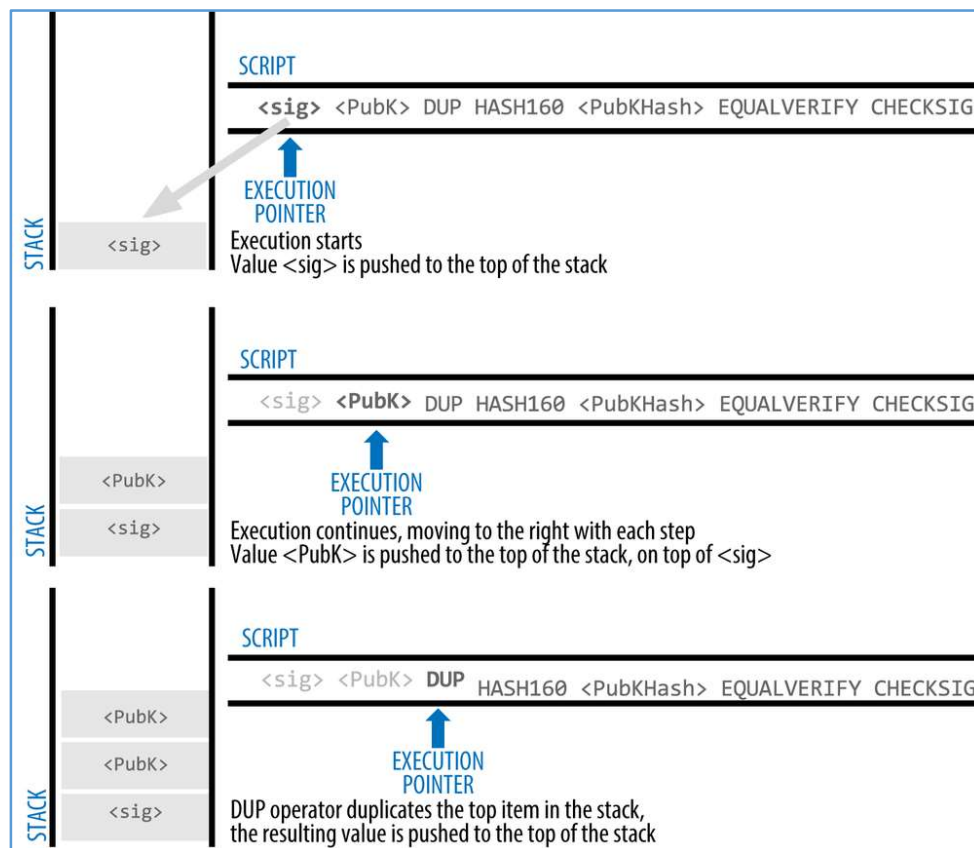 SCRIPT
<sig> <PubK> DUP HASH160 <PubKHash> EQUALVERIFY CHECKSIG
EXECUTION
POINTER
STACK
<sig>
Execution starts
Value <sig> is pushed to the top of the stack
SCRIPT
<sig> <PubK> DUP HASH160 <PubKHash> EQUALVERIFY CHECKSIG
EXECUTION
POINTER
STACK
<PubK>
<sig>
Execution continues, moving to the right with each step
Value <PubK> is pushed to the top of the stack, on top of <sig>
SCRIPT
<sig> <PubK> DUP HASH160 <PubKHash> EQUALVERIFY CHECKSIG
EXECUTION
POINTER
STACK
<PubK>
<PubK>
<sig>
DUP operator duplicates the top item in the stack,
the resulting value is pushed to the top of the stack